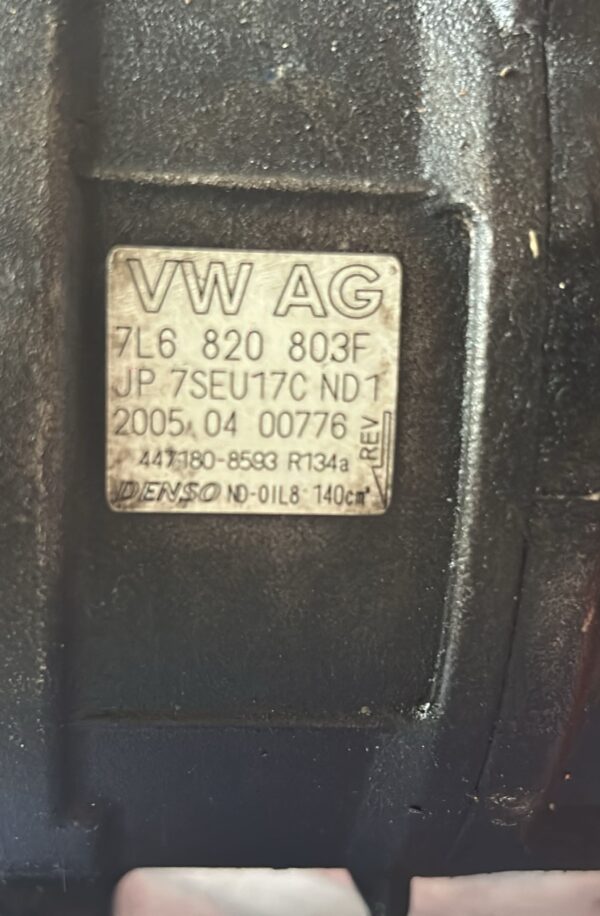 VW AG
7L6 820 803F
JP 7SEU17C ND1
2005 04 00776
REV
447180-8593 R134a
DENSO ND-OIL8 140cm³